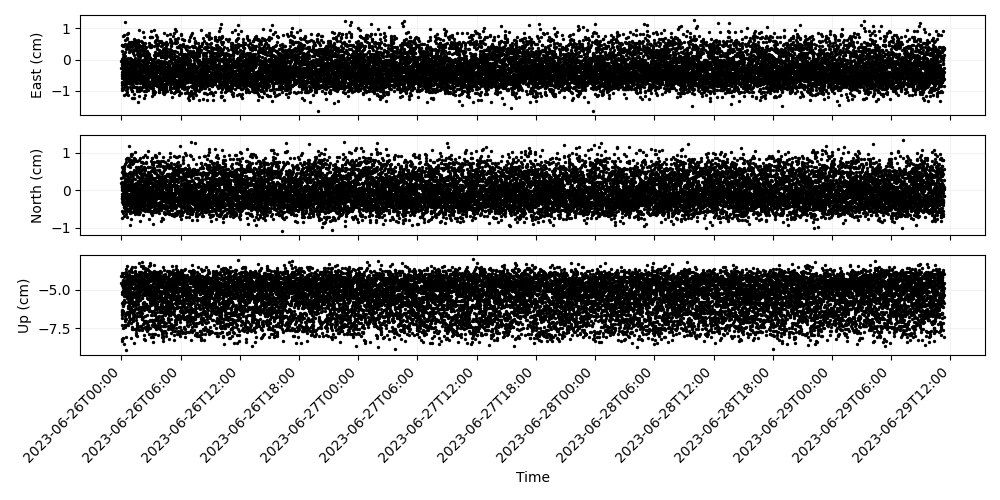 East (cm)
1
0
−1
North (cm)
1
0
−1
Up (cm)
−5.0
−7.5
2023-06-26T00:00
2023-06-26T06:00
2023-06-26T12:00
2023-06-26T18:00
2023-06-27T00:00
2023-06-27T06:00
2023-06-27T12:00
2023-06-27T18:00
2023-06-28T00:00
2023-06-28T06:00
2023-06-28T12:00
2023-06-28T18:00
2023-06-29T00:00
2023-06-29T06:00
2023-06-29T12:00
Time